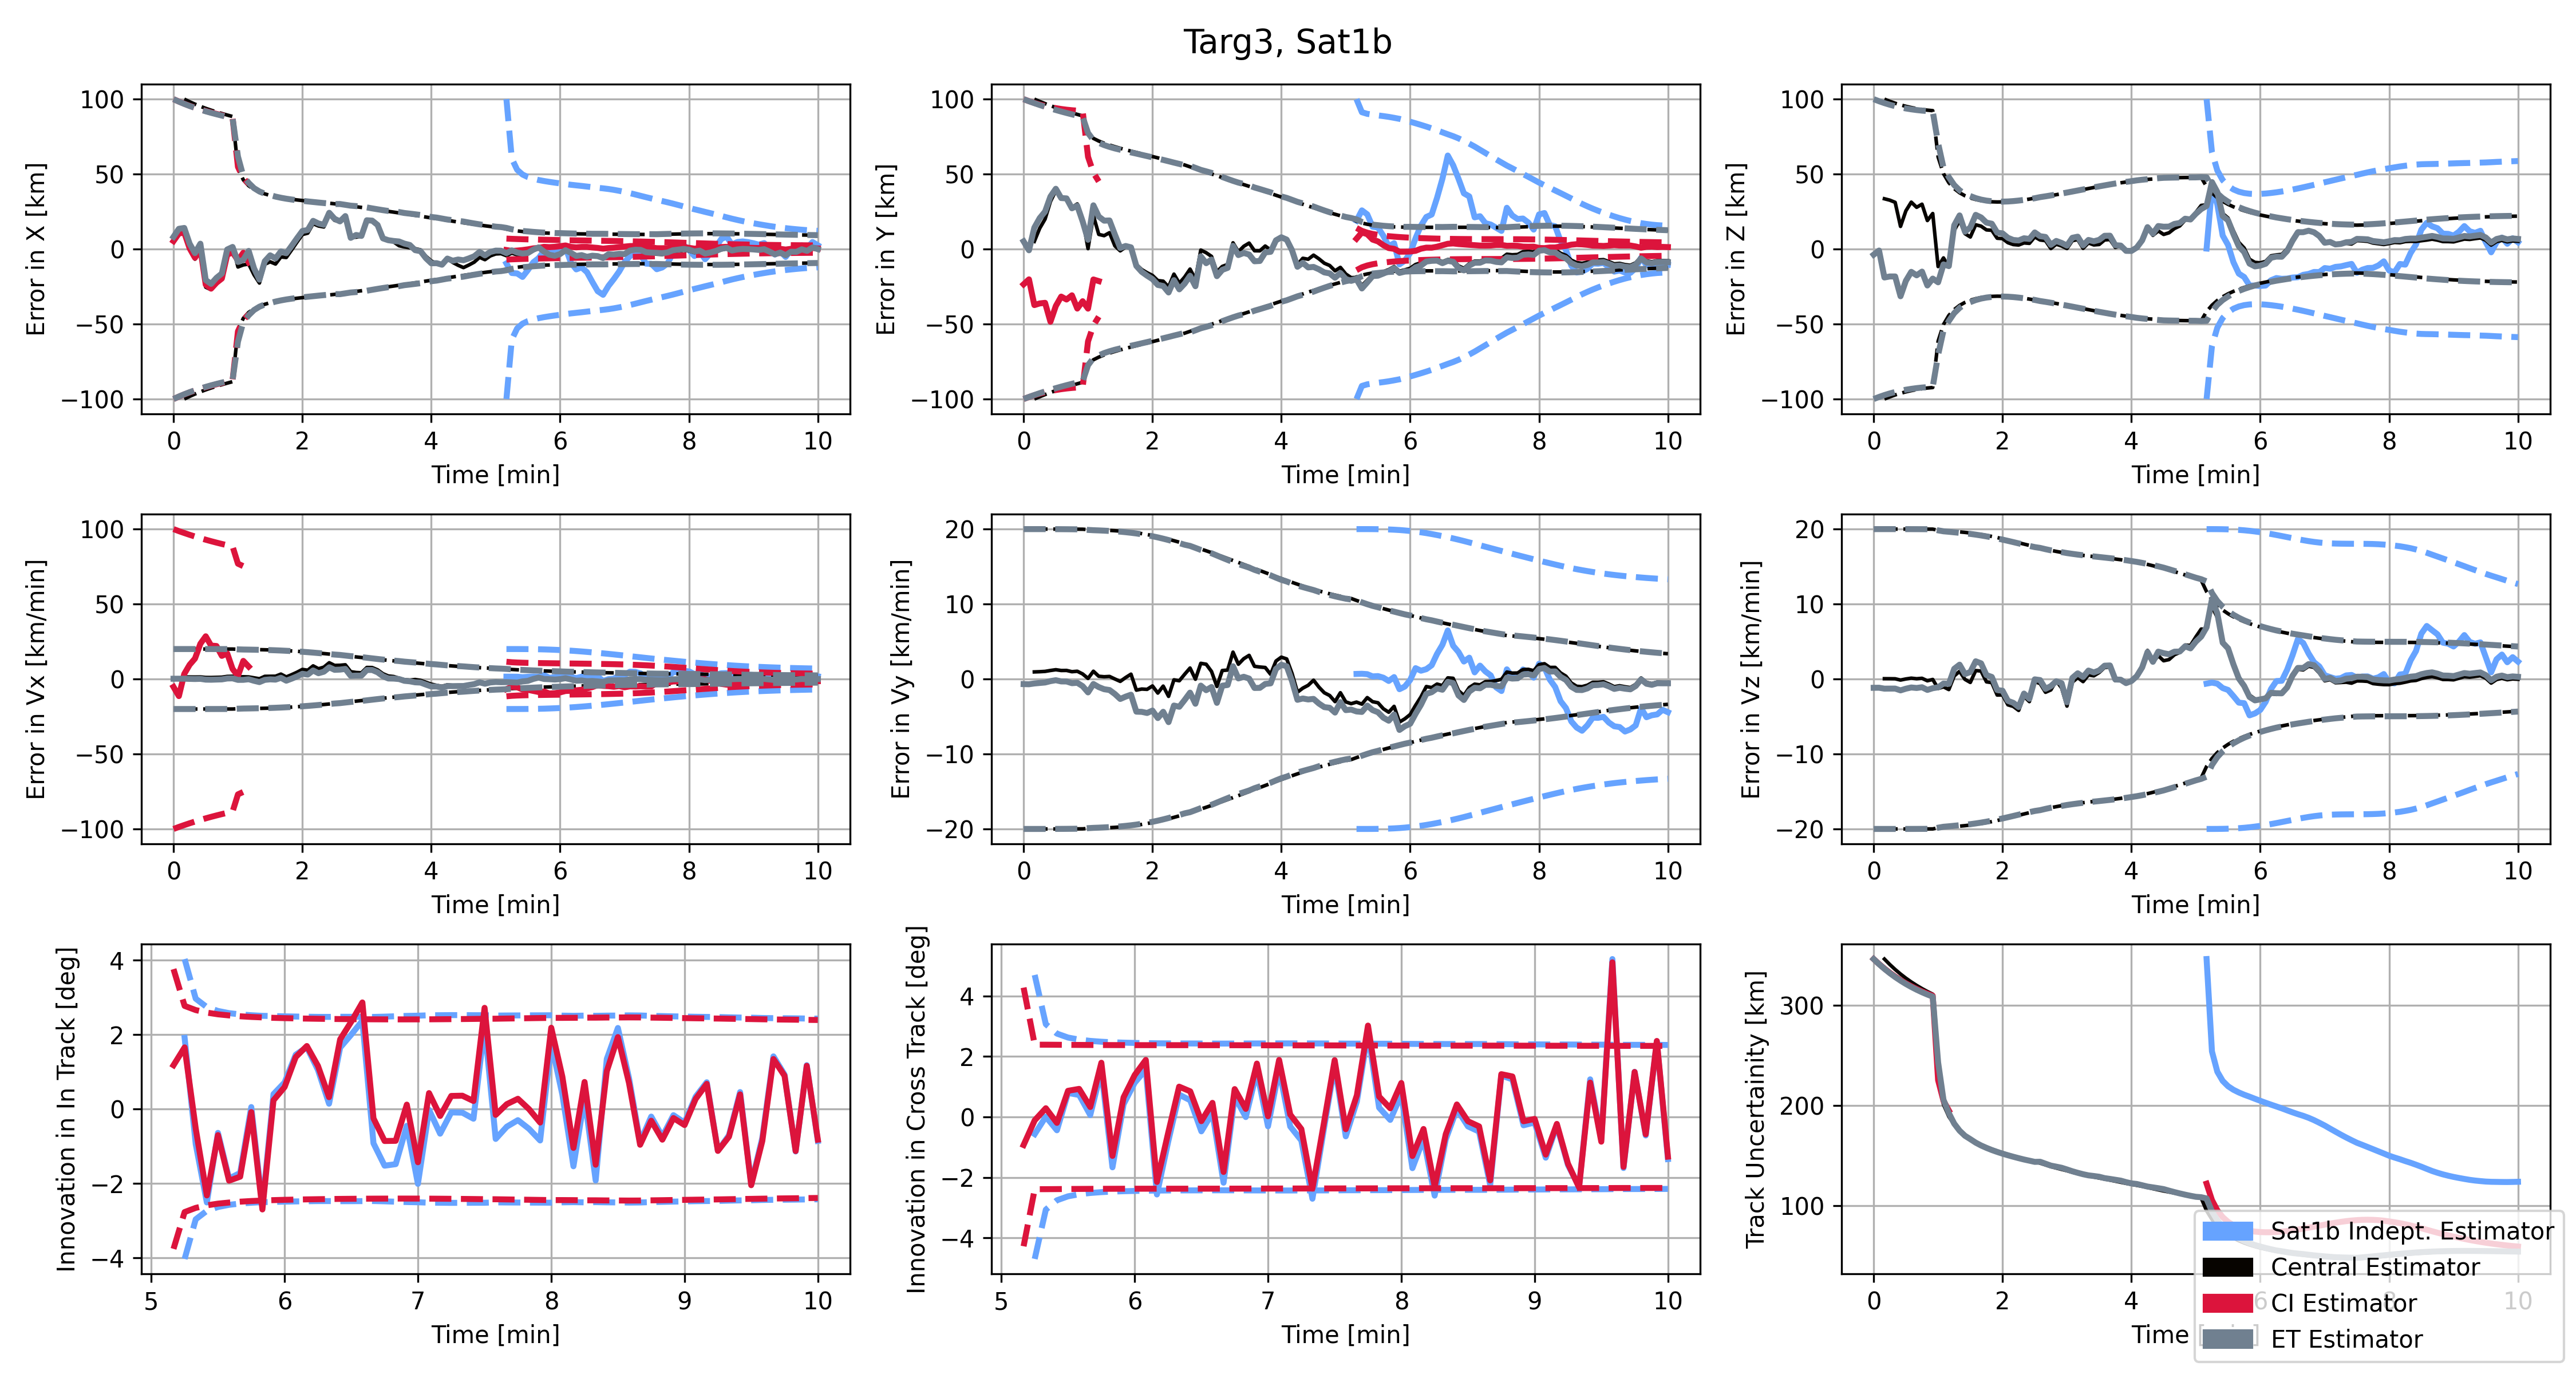 Targ3, Sat1b
Error in X [km]
100
50
0
−50
−100
0 2 4 6 8 10
Time [min]
Error in Y [km]
100
50
0
−50
−100
0 2 4 6 8 10
Time [min]
Error in Z [km]
100
50
0
−50
−100
0 2 4 6 8 10
Time [min]
Error in Vx [km/min]
100
50
0
−50
−100
0 2 4 6 8 10
Time [min]
Error in Vy [km/min]
20
10
0
−10
−20
0 2 4 6 8 10
Time [min]
Error in Vz [km/min]
20
10
0
−10
−20
0 2 4 6 8 10
Time [min]
Innovation in In Track [deg]
4
2
0
−2
−4
5 6 7 8 9 10
Time [min]
Innovation in Cross Track [deg]
4
2
0
−2
−4
5 6 7 8 9 10
Time [min]
Track Uncertainity [km]
300
200
100
0 2 4 6 8 10
Time
Sat1b Indept. Estimator
Central Estimator
CI Estimator
ET Estimator